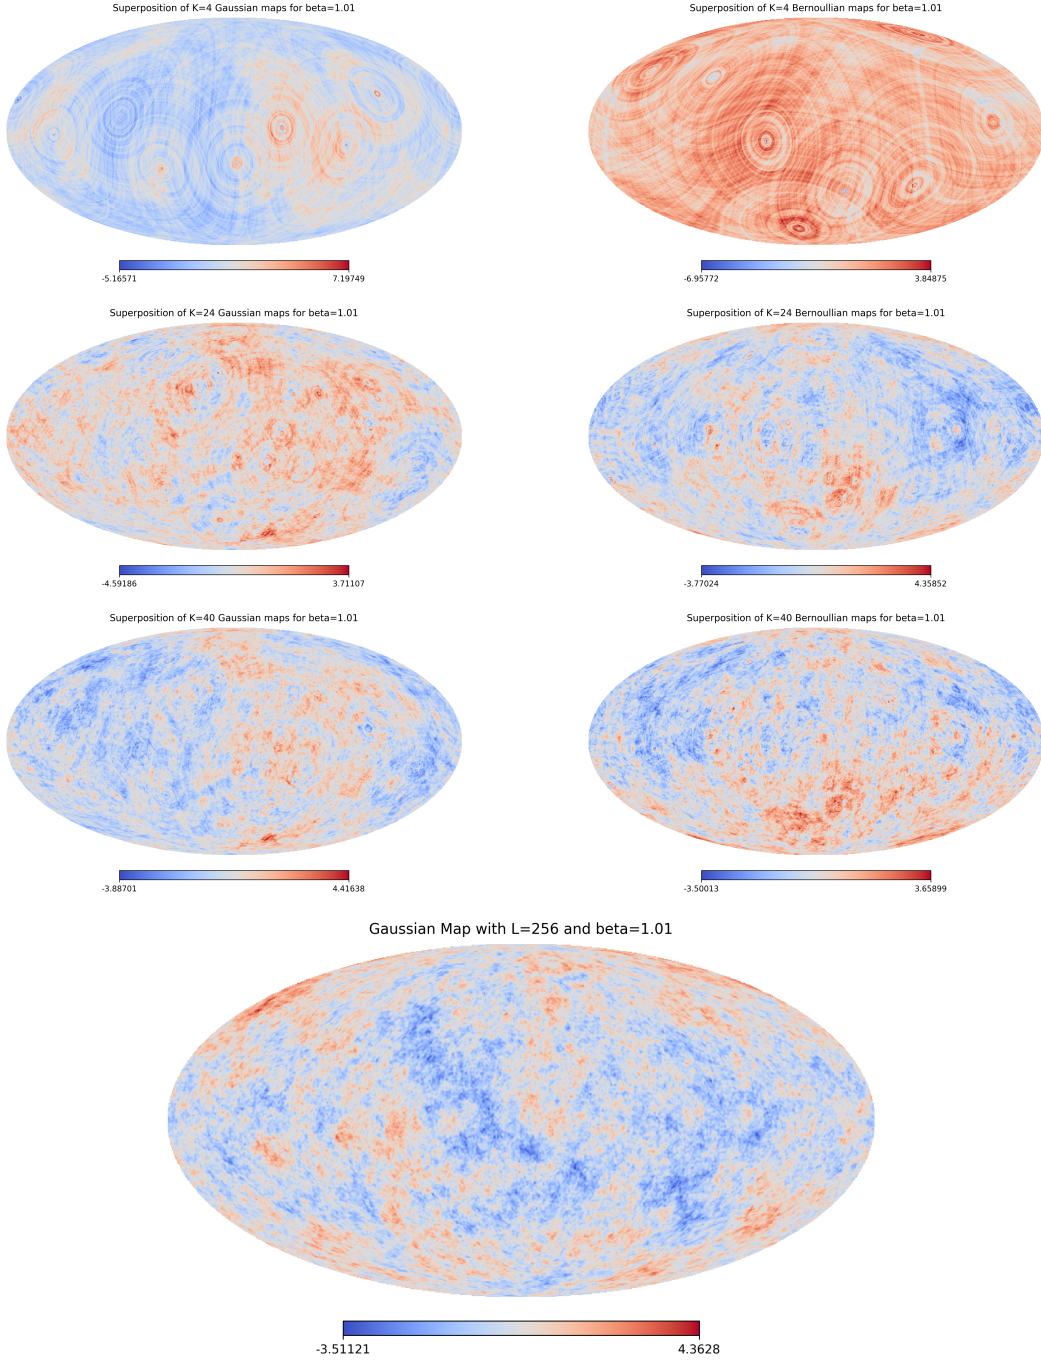 Superposition of K=4 Gaussian maps for beta=1.01
Superposition of K=4 Bernoullian maps for beta=1.01
-5.16571 7.19749
-6.95772 3.84875
Superposition of K=24 Gaussian maps for beta=1.01
Superposition of K=24 Bernoullian maps for beta=1.01
-4.59186 3.71107
-3.77024 4.35852
Superposition of K=40 Gaussian maps for beta=1.01
Superposition of K=40 Bernoullian maps for beta=1.01
-3.88701 4.41638
-3.50013 3.65899
Gaussian Map with L=256 and beta=1.01
-3.51121 4.3628